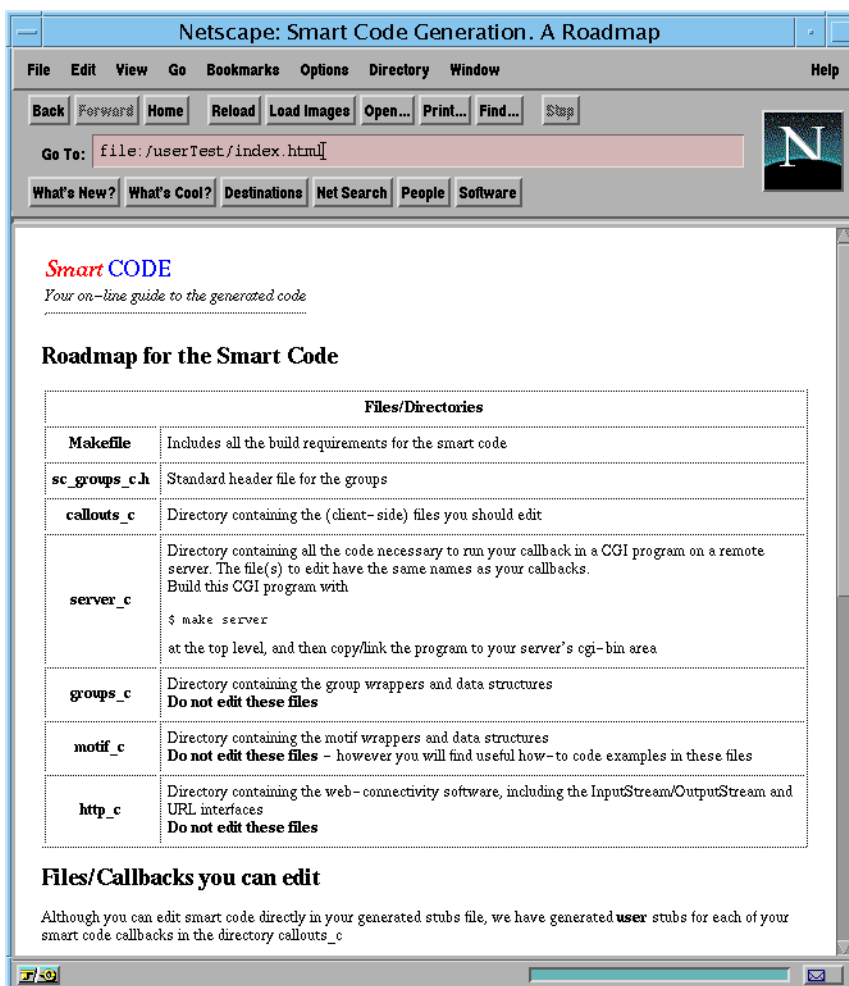 Netscape: Smart Code Generation. A Roadmap
File Edit View Go Bookmarks Options Directory Window Help
Back Forward Home Reload Load Images Open... Print... Find... Stop
Go To: file:/userTest/index.html
N
What's New? What's Cool? Destinations Net Search People Software
Smart CODE
Your on-line guide to the generated code
Roadmap for the Smart Code
Files/Directories
Makefile Includes all the build requirements for the smart code
sc_groups_c.h Standard header file for the groups
callouts_c Directory containing the (client-side) files you should edit
server_c Directory containing all the code necessary to run your callback in a CGI program on a remote
server. The file(s) to edit have the same names as your callbacks.
Build this CGI program with
$ make server
at the top level, and then copy/link the program to your server's cgi-bin area
groups_c Directory containing the group wrappers and data structures
Do not edit these files
motif_c Directory containing the motif wrappers and data structures
Do not edit these files - however you will find useful how-to code examples in these files
http_c Directory containing the web-connectivity software, including the InputStream/OutputStream and
URL interfaces
Do not edit these files
Files/Callbacks you can edit
Although you can edit smart code directly in your generated stubs file, we have generated user stubs for each of your
smart code callbacks in the directory callouts_c